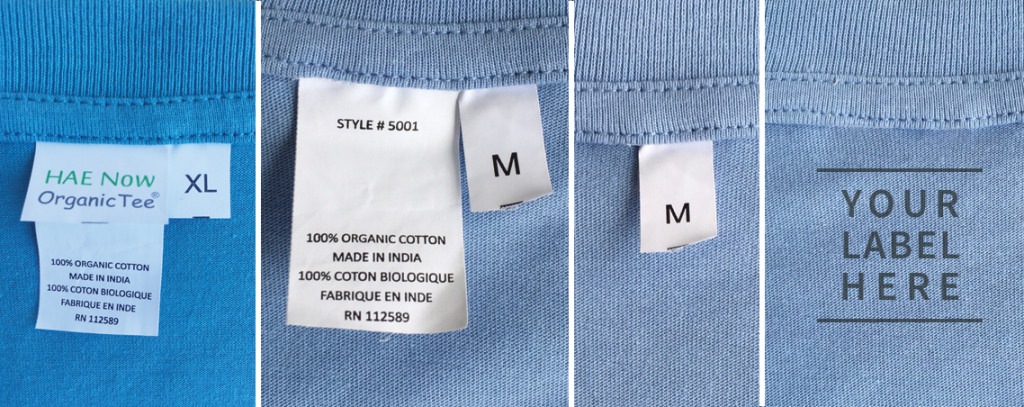 HAE NOW
OrganicTee®
XL
100% ORGANIC COTTON
MADE IN INDIA
100% COTON BIOLOGIQUE
FABRIQUE EN INDE
RN 112589
STYLE # 5001
M
100% ORGANIC COTTON
MADE IN INDIA
100% COTON BIOLOGIQUE
FABRIQUE EN INDE
RN 112589
M
YOUR
LABEL
HERE